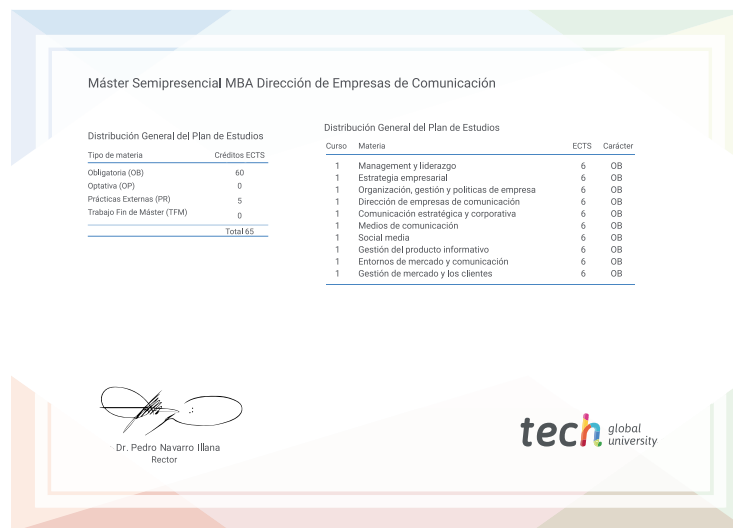 Máster Semipresencial MBA Dirección de Empresas de Comunicación
Distribución General del Plan de Estudios
Tipo de materia Créditos ECTS
Obligatoria (OB) 60
Optativa (OP) 0
Prácticas Externas (PR) 5
Trabajo Fin de Máster (TFM) 0
Total 65
Distribución General del Plan de Estudios
Curso Materia ECTS Carácter
1 Management y liderazgo 6 OB
1 Estrategia empresarial 6 OB
1 Organización, gestión y politicas de empresa 6 OB
1 Dirección de empresas de comunicación 6 OB
1 Comunicación estratégica y corporativa 6 OB
1 Medios de comunicación 6 OB
1 Social media 6 OB
1 Gestión del producto informativo 6 OB
1 Entornos de mercado y comunicación 6 OB
1 Gestión de mercado y los clientes 6 OB
Dr. Pedro Navarro Illana
Rector
tech global
university